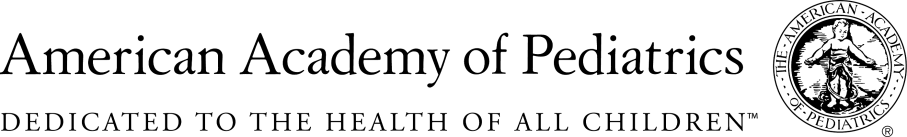 American Academy of Pediatrics
DEDICATED TO THE HEALTH OF ALL CHILDREN™
·THE·AMERICAN·ACADEMY·OF·PEDIATRICS·
®